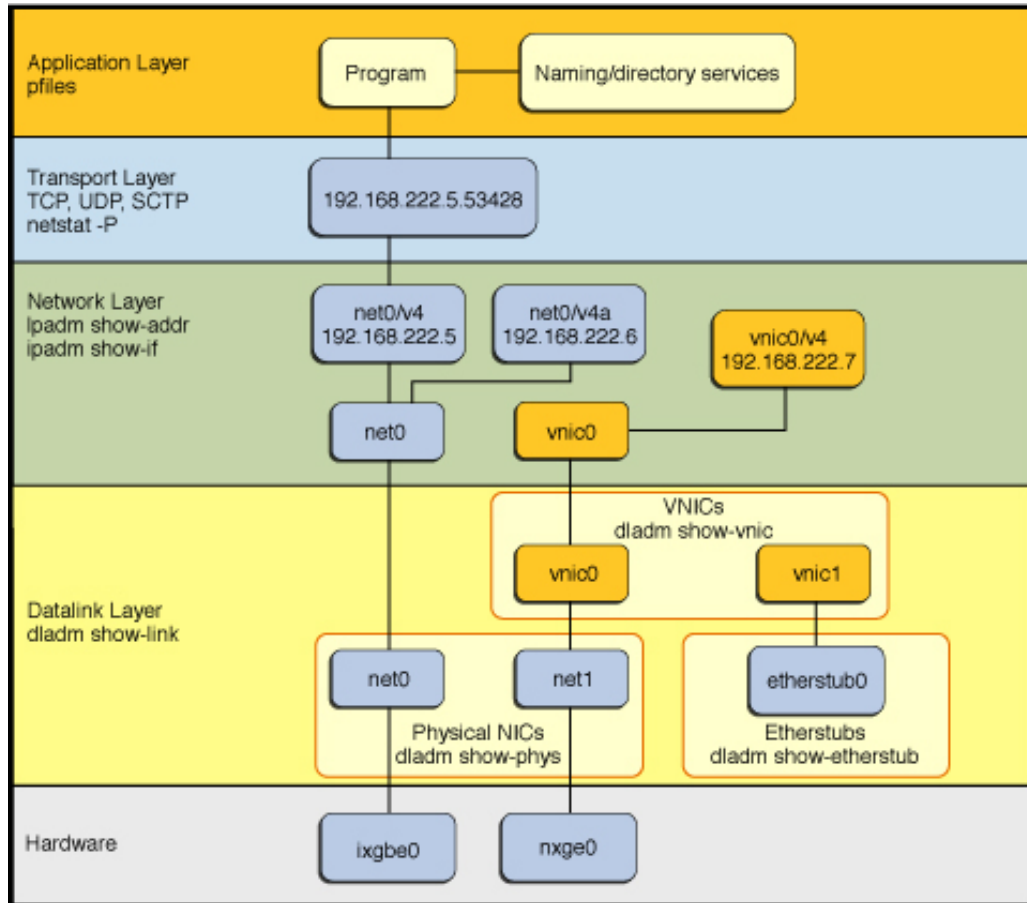 Application Layer
pfiles
Program
Naming/directory services
Transport Layer
TCP, UDP, SCTP
netstat -P
192.168.222.5.53428
Network Layer
Ipadm show-addr
ipadm show-if
net0/v4
192.168.222.5
net0/v4a
192.168.222.6
vnic0/v4
192.168.222.7
net0
vnic0
VNICs
dladm show-vnic
vnic0
vnic1
Datalink Layer
dladm show-link
net0
net1
Physical NICs
dladm show-phys
etherstub0
Etherstubs
dladm show-etherstub
Hardware
ixgbe0
nxge0